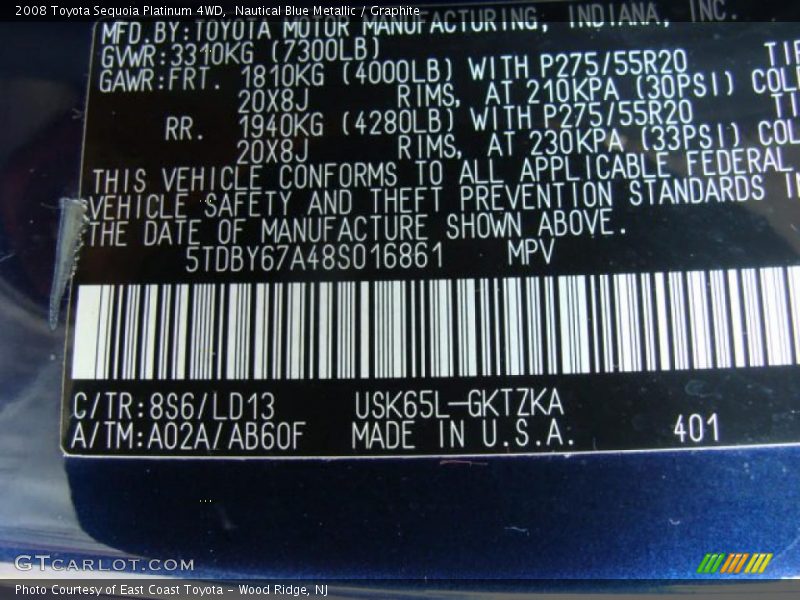 2008 Toyota Sequoia Platinum 4WD,  Nautical Blue Metallic / Graphite
MFD.BY:TOYOTA MOTOR MANUFACTURING, INDIANA, INC.
GVWR:3310KG (7300LB)
GAWR:FRT. 1810KG (4000LB) WITH P275/55R20 TIR
20X8J RIMS, AT 210KPA (30PSI) COL
RR. 1940KG (4280LB) WITH P275/55R20 TI
20X8J RIMS, AT 230KPA (33PSI) COL
THIS VEHICLE CONFORMS TO ALL APPLICABLE FEDERAL
VEHICLE SAFETY AND THEFT PREVENTION STANDARDS IN
THE DATE OF MANUFACTURE SHOWN ABOVE.
5TDBY67A48S016861 MPV
C/TR:8S6/LD13 USK65L-GKTZKA
A/TM:A02A/AB60F MADE IN U.S.A. 401
GTCARLOT.COM
Photo Courtesy of East Coast Toyota - Wood Ridge, NJ